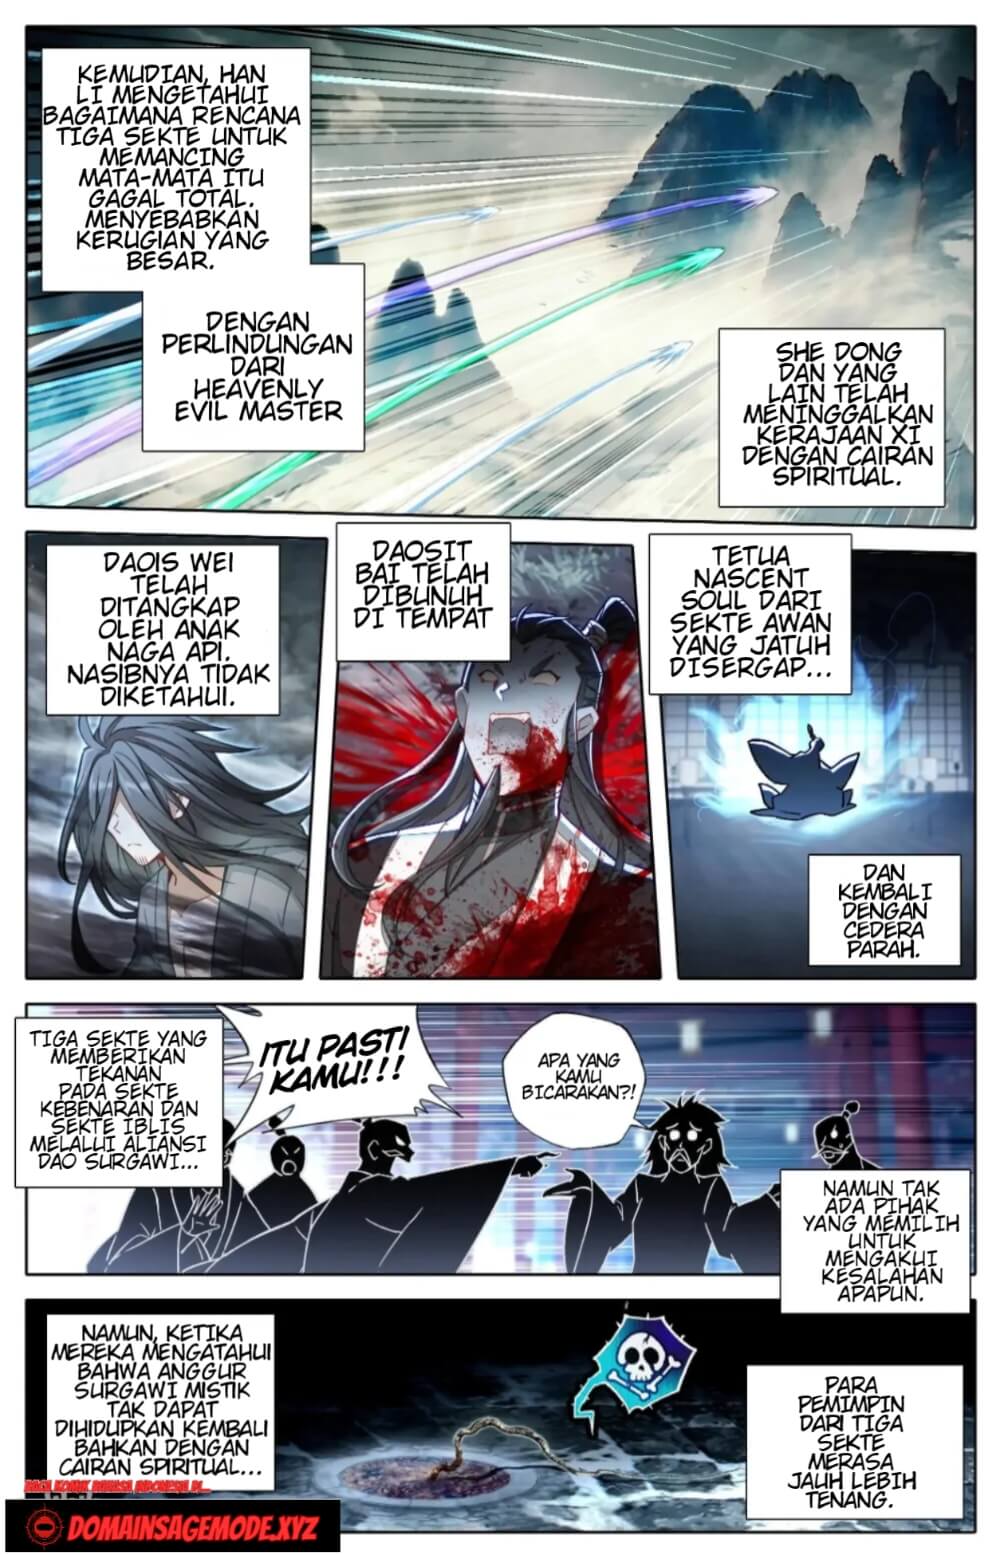 KEMUDIAN, HAN
LI MENGETAHUI
BAGAIMANA RENCANA
TIGA SEKTE UNTUK
MEMANCING
MATA-MATA ITU
GAGAL TOTAL.
MENYEBABKAN
KERUGIAN YANG
BESAR.
DENGAN
PERLINDUNGAN
DARI
HEAVENLY
EVIL MASTER
SHE DONG
DAN YANG
LAIN TELAH
MENINGGALKAN
KERAJAAN XI
DENGAN CAIRAN
SPIRITUAL.
DAOIS WEI
TELAH
DITANGKAP
OLEH ANAK
NAGA API.
NASIBNYA TIDAK
DIKETAHUI.
DAOSIT
BAI TELAH
DIBUNUH
DI TEMPAT
TETUA
NASCENT
SOUL DARI
SEKTE AWAN
YANG JATUH
DISERGAP...
DAN
KEMBALI
DENGAN
CEDERA
PARAH.
TIGA SEKTE YANG
MEMBERIKAN
TEKANAN
PADA SEKTE
KEBENARAN DAN
SEKTE IBLIS
MELALUI ALIANSI
DAO SURGAWI...
ITU PASTI
KAMU!!!
APA YANG
KAMU
BICARAKAN?!
NAMUN TAK
ADA PIHAK
YANG MEMILIH
UNTUK
MENGAKUI
KESALAHAN
APAPUN.
NAMUN, KETIKA
MEREKA MENGATAHUI
BAHWA ANGGUR
SURGAWI MISTIK
TAK DAPAT
DIHIDUPKAN KEMBALI
BAHKAN DENGAN
CAIRAN SPIRITUAL...
PARA
PEMIMPIN
DARI TIGA
SEKTE
MERASA
JAUH LEBIH
TENANG.
BACA KOMIK BAHASA INDONESIA DI...
DOMAINSAGEMODE.XYZ